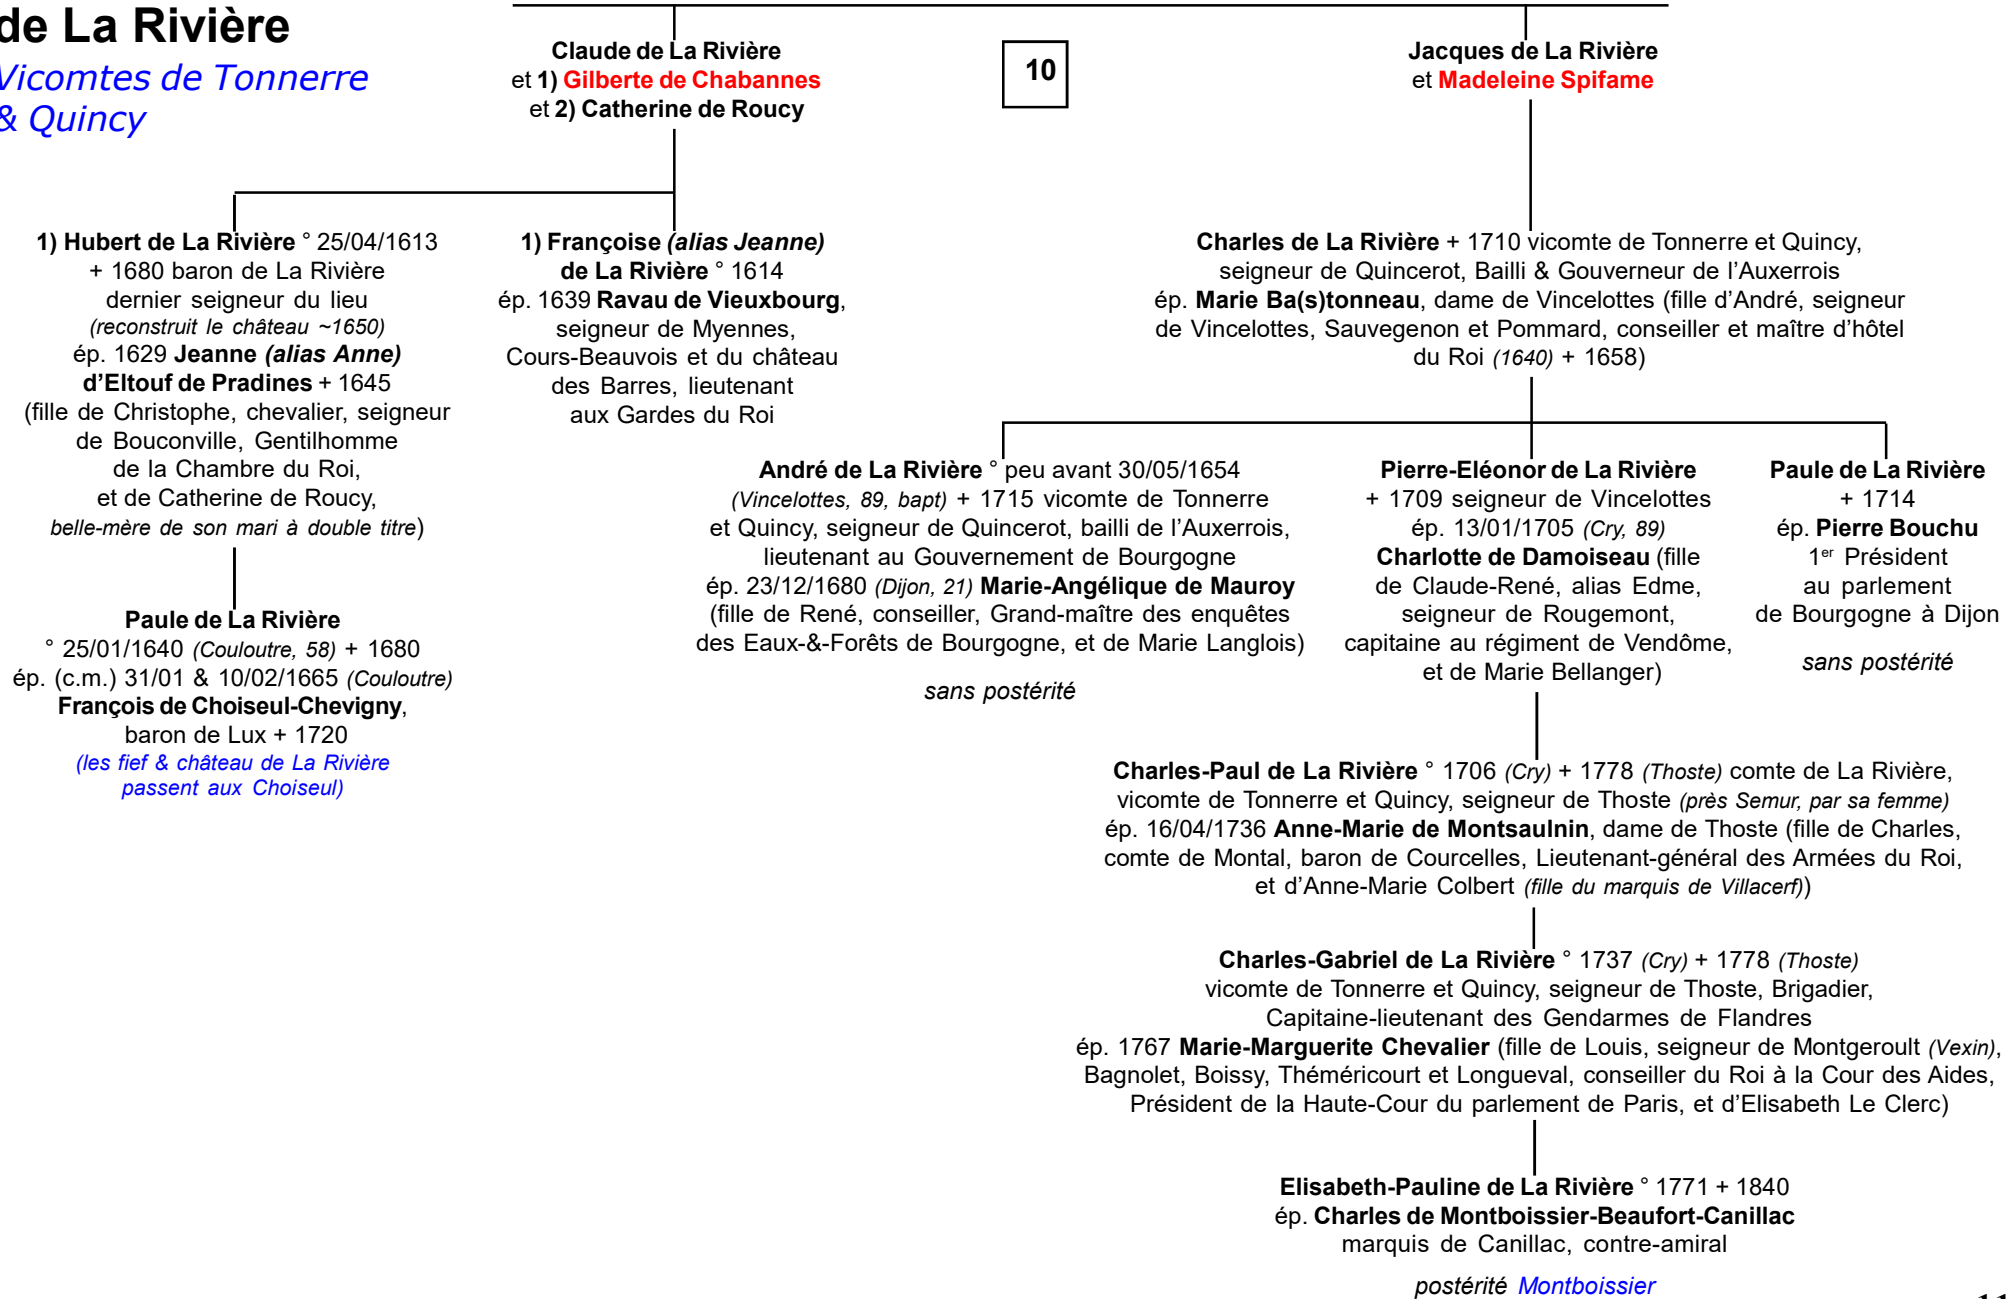 de La Rivière
Vicomtes de Tonnerre
& Quincy
Claude de La Rivière
et 1) Gilberte de Chabannes
et 2) Catherine de Roucy
10
Jacques de La Rivière
et Madeleine Spifame
1) Hubert de La Rivière ° 25/04/1613
+ 1680 baron de La Rivière
dernier seigneur du lieu
(reconstruit le château ~1650)
ép. 1629 Jeanne (alias Anne)
d’Eltouf de Pradines + 1645
(fille de Christophe, chevalier, seigneur
de Bouconville, Gentilhomme
de la Chambre du Roi,
et de Catherine de Roucy,
belle-mère de son mari à double titre)
1) Françoise (alias Jeanne)
de La Rivière ° 1614
ép. 1639 Ravau de Vieuxbourg,
seigneur de Myennes,
Cours-Beauvois et du château
des Barres, lieutenant
aux Gardes du Roi
Charles de La Rivière + 1710 vicomte de Tonnerre et Quincy,
seigneur de Quincerot, Bailli & Gouverneur de l’Auxerrois
ép. Marie Ba(s)tonneau, dame de Vincelottes (fille d’André, seigneur
de Vincelottes, Sauvegenon et Pommard, conseiller et maître d’hôtel
du Roi (1640) + 1658)
Paule de La Rivière
° 25/01/1640 (Couloutre, 58) + 1680
ép. (c.m.) 31/01 & 10/02/1665 (Couloutre)
François de Choiseul-Chevigny,
baron de Lux + 1720
(les fief & château de La Rivière
passent aux Choiseul)
André de La Rivière ° peu avant 30/05/1654
(Vincelottes, 89, bapt) + 1715 vicomte de Tonnerre
et Quincy, seigneur de Quincerot, bailli de l’Auxerrois,
lieutenant au Gouvernement de Bourgogne
ép. 23/12/1680 (Dijon, 21) Marie-Angélique de Mauroy
(fille de René, conseiller, Grand-maître des enquêtes
des Eaux-&-Forêts de Bourgogne, et de Marie Langlois)
sans postérité
Pierre-Eléonor de La Rivière
+ 1709 seigneur de Vincelottes
ép. 13/01/1705 (Cry, 89)
Charlotte de Damoiseau (fille
de Claude-René, alias Edme,
seigneur de Rougemont,
capitaine au régiment de Vendôme,
et de Marie Bellanger)
Paule de La Rivière
+ 1714
ép. Pierre Bouchu
1er Président
au parlement
de Bourgogne à Dijon
sans postérité
Charles-Paul de La Rivière ° 1706 (Cry) + 1778 (Thoste) comte de La Rivière,
vicomte de Tonnerre et Quincy, seigneur de Thoste (près Semur, par sa femme)
ép. 16/04/1736 Anne-Marie de Montsaulnin, dame de Thoste (fille de Charles,
comte de Montal, baron de Courcelles, Lieutenant-général des Armées du Roi,
et d’Anne-Marie Colbert (fille du marquis de Villacerf))
Charles-Gabriel de La Rivière ° 1737 (Cry) + 1778 (Thoste)
vicomte de Tonnerre et Quincy, seigneur de Thoste, Brigadier,
Capitaine-lieutenant des Gendarmes de Flandres
ép. 1767 Marie-Marguerite Chevalier (fille de Louis, seigneur de Montgeroult (Vexin),
Bagnolet, Boissy, Théméricourt et Longueval, conseiller du Roi à la Cour des Aides,
Président de la Haute-Cour du parlement de Paris, et d’Elisabeth Le Clerc)
Elisabeth-Pauline de La Rivière ° 1771 + 1840
ép. Charles de Montboissier-Beaufort-Canillac
marquis de Canillac, contre-amiral
postérité Montboissier